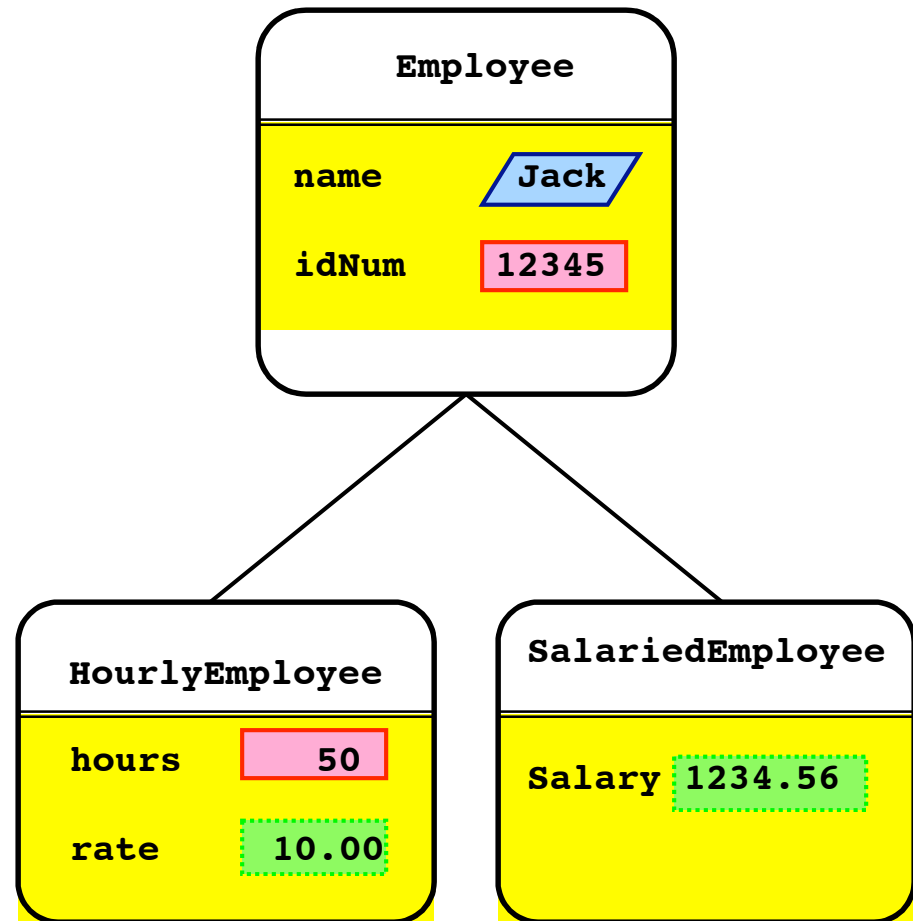 Employee
name Jack
idNum 12345
HourlyEmployee
hours 50
rate 10.00
SalariedEmployee
Salary 1234.56